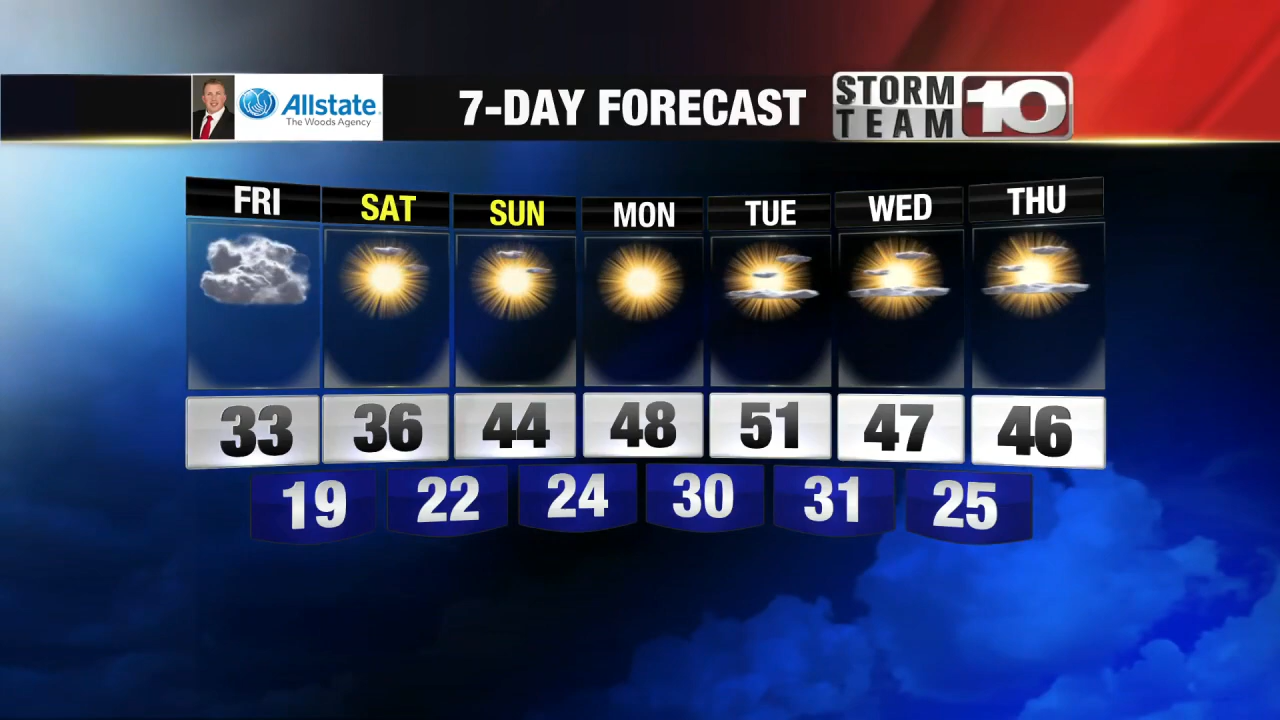 Allstate
The Woods Agency
7-DAY FORECAST
STORM TEAM 10
FRI SAT SUN MON TUE WED THU
33 36 44 48 51 47 46
19 22 24 30 31 25